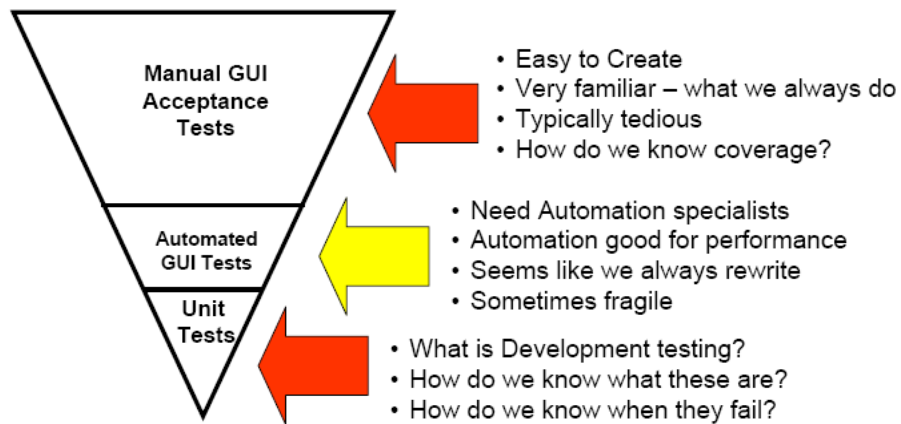 Manual GUI
Acceptance
Tests
• Easy to Create
• Very familiar – what we always do
• Typically tedious
• How do we know coverage?
Automated
GUI Tests
• Need Automation specialists
• Automation good for performance
• Seems like we always rewrite
• Sometimes fragile
Unit
Tests
• What is Development testing?
• How do we know what these are?
• How do we know when they fail?